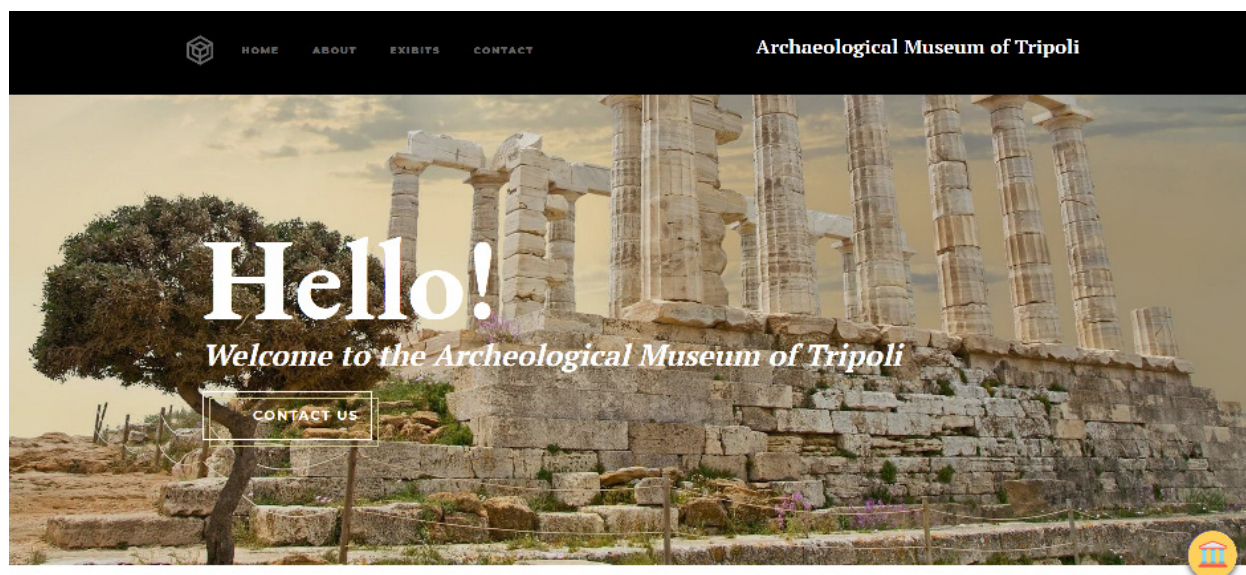 HOME ABOUT EXIBITS CONTACT
Archaeological Museum of Tripoli
Hello!
Welcome to the Archeological Museum of Tripoli
CONTACT US